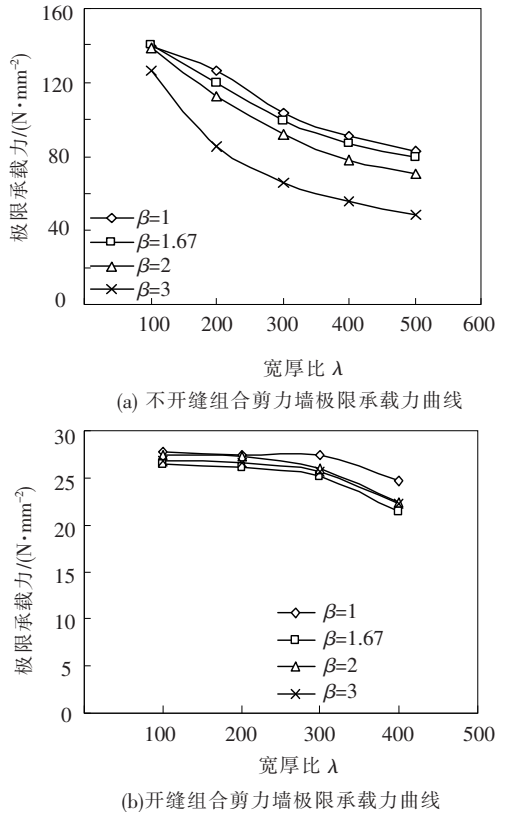 160
120
80
40
0
极限承载力/(N·mm⁻²)
β=1
β=1.67
β=2
β=3
100 200 300 400 500 600
宽厚比 λ
(a) 不开缝组合剪力墙极限承载力曲线
30
25
20
15
10
5
0
极限承载力/(N·mm⁻²)
β=1
β=1.67
β=2
β=3
100 200 300 400 500
宽厚比 λ
(b)开缝组合剪力墙极限承载力曲线